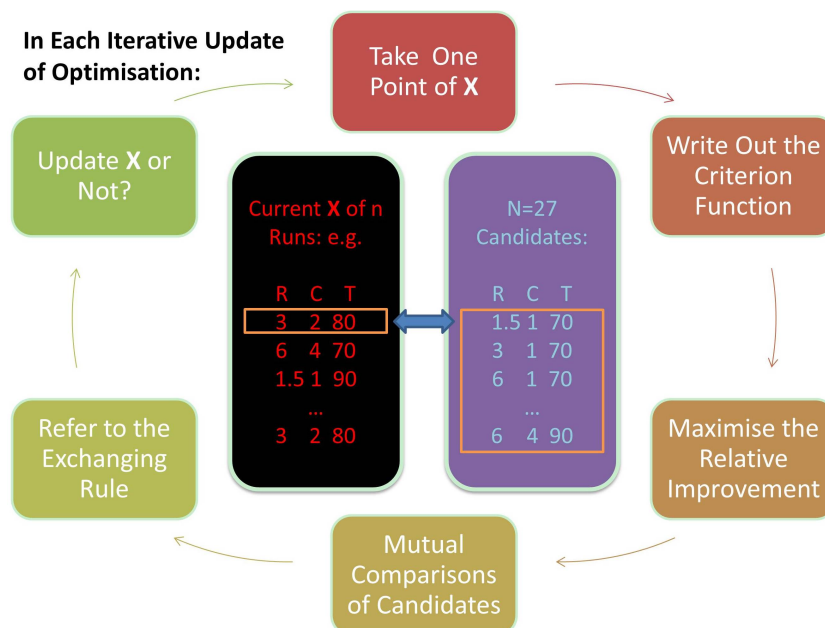 In Each Iterative Update
of Optimisation:
Take One
Point of X
Write Out the
Criterion
Function
Maximise the
Relative
Improvement
Mutual
Comparisons
of Candidates
Refer to the
Exchanging
Rule
Update X or
Not?
Current X of n
Runs: e.g.
R C T
3 2 80
6 4 70
1.5 1 90
...
3 2 80
N=27
Candidates:
R C T
1.5 1 70
3 1 70
6 1 70
...
6 4 90